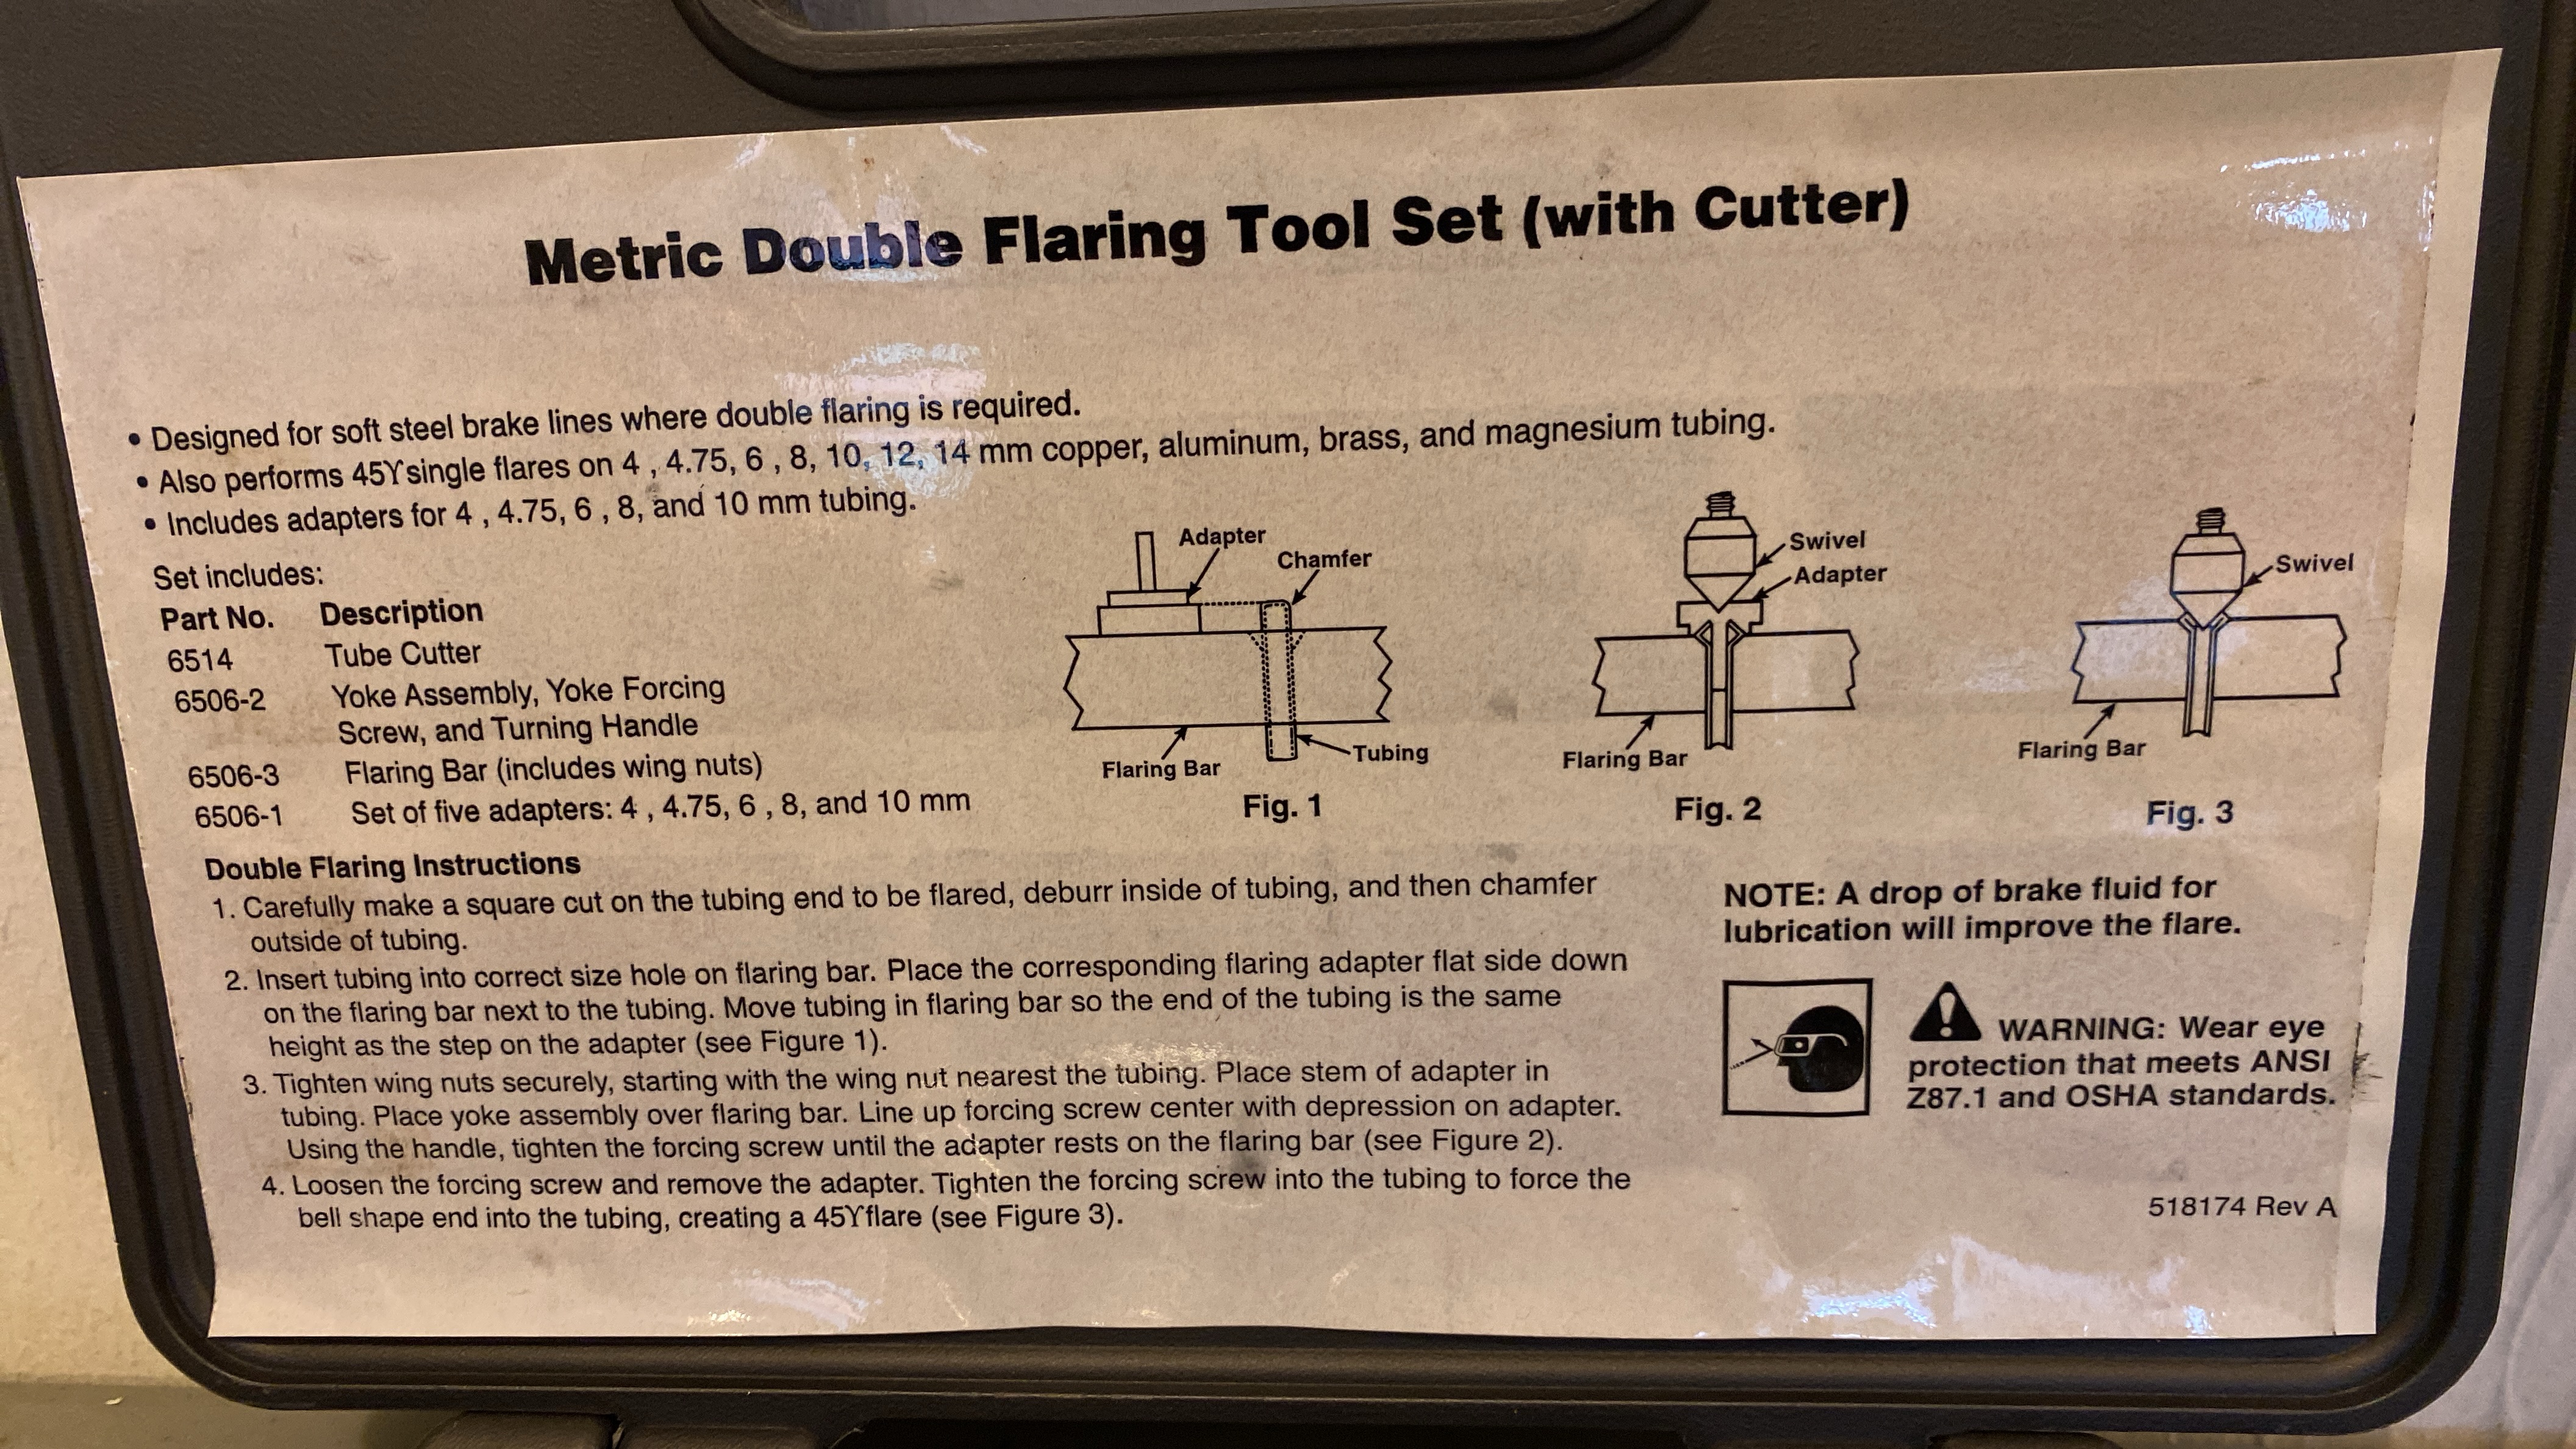 Metric Double Flaring Tool Set (with Cutter)
• Designed for soft steel brake lines where double flaring is required.
• Also performs 45ϒsingle flares on 4 , 4.75, 6 , 8, 10, 12, 14 mm copper, aluminum, brass, and magnesium tubing.
• Includes adapters for 4 , 4.75, 6 , 8, and 10 mm tubing.
Set includes:
Part No. Description
6514 Tube Cutter
6506-2 Yoke Assembly, Yoke Forcing
Screw, and Turning Handle
6506-3 Flaring Bar (includes wing nuts)
6506-1 Set of five adapters: 4 , 4.75, 6 , 8, and 10 mm
Adapter
Chamfer
Flaring Bar
Tubing
Fig. 1
Swivel
Adapter
Flaring Bar
Fig. 2
Swivel
Flaring Bar
Fig. 3
Double Flaring Instructions
1. Carefully make a square cut on the tubing end to be flared, deburr inside of tubing, and then chamfer
outside of tubing.
2. Insert tubing into correct size hole on flaring bar. Place the corresponding flaring adapter flat side down
on the flaring bar next to the tubing. Move tubing in flaring bar so the end of the tubing is the same
height as the step on the adapter (see Figure 1).
3. Tighten wing nuts securely, starting with the wing nut nearest the tubing. Place stem of adapter in
tubing. Place yoke assembly over flaring bar. Line up forcing screw center with depression on adapter.
Using the handle, tighten the forcing screw until the adapter rests on the flaring bar (see Figure 2).
4. Loosen the forcing screw and remove the adapter. Tighten the forcing screw into the tubing to force the
bell shape end into the tubing, creating a 45ϒflare (see Figure 3).
NOTE: A drop of brake fluid for
lubrication will improve the flare.
WARNING: Wear eye
protection that meets ANSI
Z87.1 and OSHA standards.
518174 Rev A